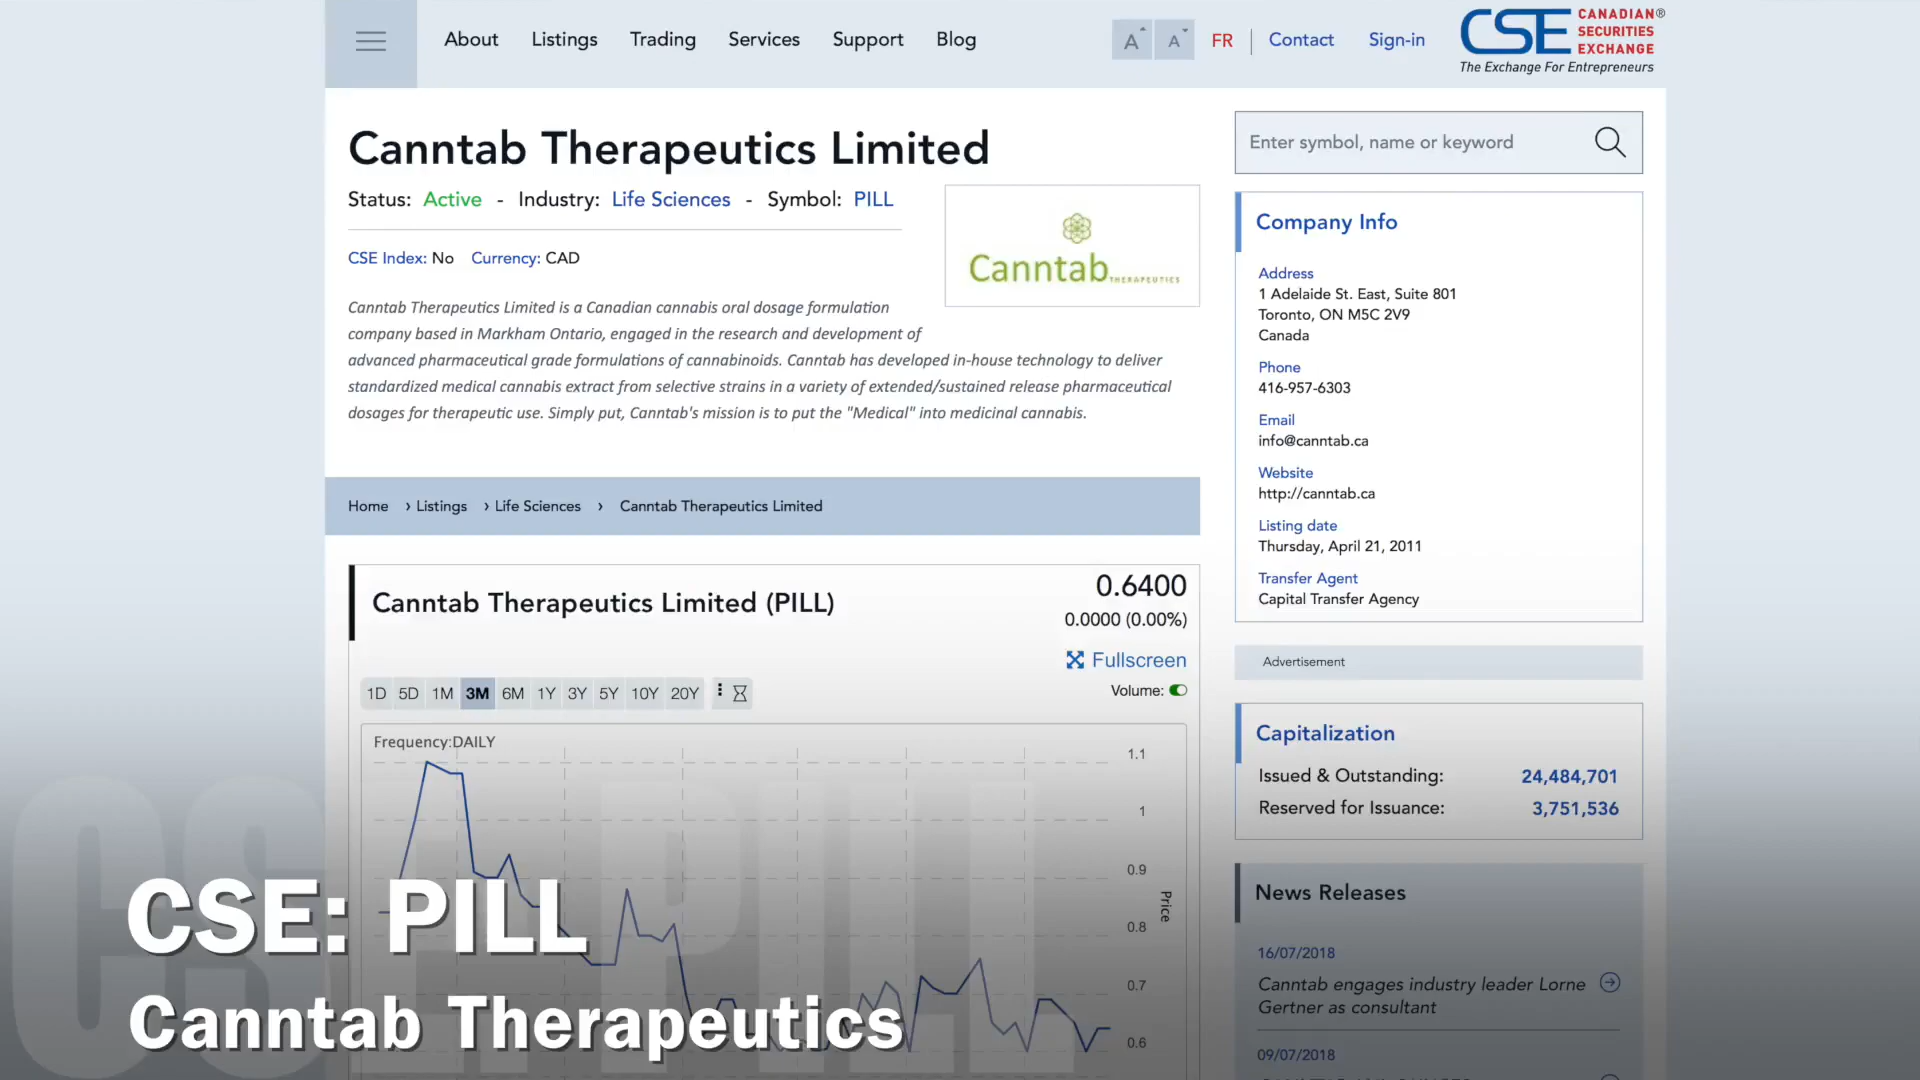 About Listings Trading Services Support Blog
A A FR Contact Sign-in
CSE CANADIAN® SECURITIES EXCHANGE
The Exchange For Entrepreneurs
Canntab Therapeutics Limited
Status: Active - Industry: Life Sciences - Symbol: PILL
CSE Index: No Currency: CAD
Canntab THERAPEUTICS
Canntab Therapeutics Limited is a Canadian cannabis oral dosage formulation
company based in Markham Ontario, engaged in the research and development of
advanced pharmaceutical grade formulations of cannabinoids. Canntab has developed in-house technology to deliver
standardized medical cannabis extract from selective strains in a variety of extended/sustained release pharmaceutical
dosages for therapeutic use. Simply put, Canntab's mission is to put the "Medical" into medicinal cannabis.
Home › Listings › Life Sciences › Canntab Therapeutics Limited
Canntab Therapeutics Limited (PILL)
0.6400
0.0000 (0.00%)
Fullscreen
1D 5D 1M 3M 6M 1Y 3Y 5Y 10Y 20Y
Volume:
Frequency:DAILY
1.1
1
0.9
0.8
0.7
0.6
Price
Enter symbol, name or keyword
Company Info
Address
1 Adelaide St. East, Suite 801
Toronto, ON M5C 2V9
Canada
Phone
416-957-6303
Email
info@canntab.ca
Website
http://canntab.ca
Listing date
Thursday, April 21, 2011
Transfer Agent
Capital Transfer Agency
Advertisement
Capitalization
Issued & Outstanding: 24,484,701
Reserved for Issuance: 3,751,536
News Releases
16/07/2018
Canntab engages industry leader Lorne
Gertner as consultant
09/07/2018
CSE PILL
CSE: PILL
Canntab Therapeutics